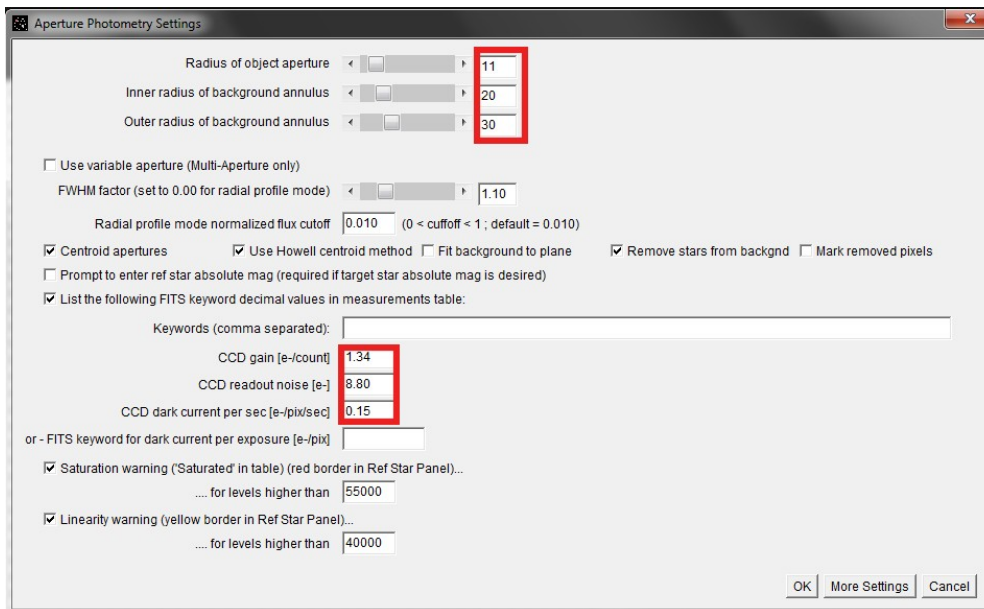 Aperture Photometry Settings
Radius of object aperture 11
Inner radius of background annulus 20
Outer radius of background annulus 30
Use variable aperture (Multi-Aperture only)
FWHM factor (set to 0.00 for radial profile mode) 1.10
Radial profile mode normalized flux cutoff 0.010 (0 < cuffoff < 1 ; default = 0.010)
Centroid apertures Use Howell centroid method Fit background to plane Remove stars from backgnd Mark removed pixels
Prompt to enter ref star absolute mag (required if target star absolute mag is desired)
List the following FITS keyword decimal values in measurements table:
Keywords (comma separated):
CCD gain [e-/count] 1.34
CCD readout noise [e-] 8.80
CCD dark current per sec [e-/pix/sec] 0.15
or - FITS keyword for dark current per exposure [e-/pix]
Saturation warning ('Saturated' in table) (red border in Ref Star Panel)...
.... for levels higher than 55000
Linearity warning (yellow border in Ref Star Panel)...
.... for levels higher than 40000
OK More Settings Cancel